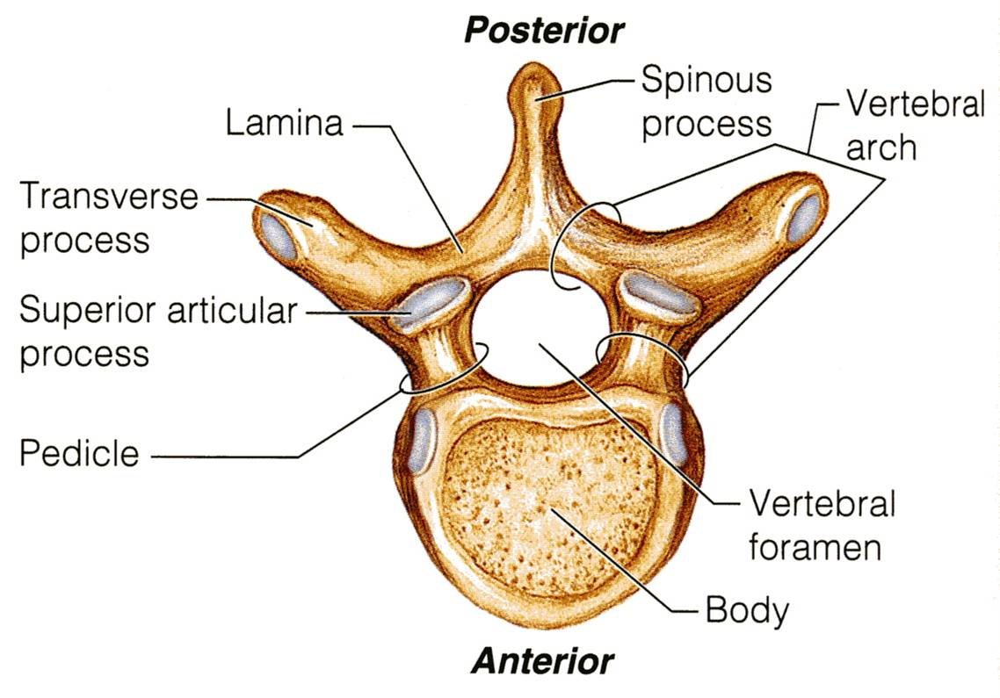 Posterior
Spinous
process
Vertebral
arch
Lamina
Transverse
process
Superior articular
process
Pedicle
Vertebral
foramen
Body
Anterior